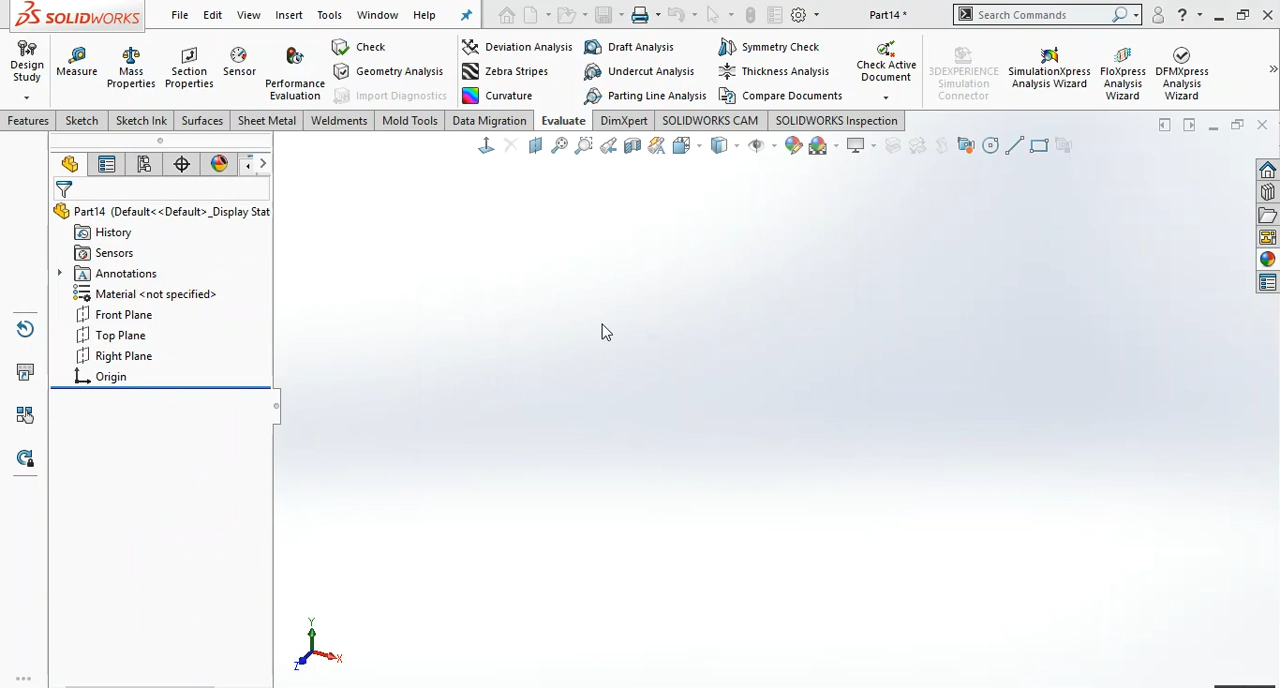 SOLIDWORKS File Edit View Insert Tools Window Help Part14 * Search Commands ?
Design Study Measure Mass Properties Section Properties Sensor Performance Evaluation
Check
Geometry Analysis
Import Diagnostics
Deviation Analysis
Zebra Stripes
Curvature
Draft Analysis
Undercut Analysis
Parting Line Analysis
Symmetry Check
Thickness Analysis
Compare Documents
Check Active Document
3DEXPERIENCE Simulation Connector
SimulationXpress Analysis Wizard
FloXpress Analysis Wizard
DFMXpress Analysis Wizard
Features Sketch Sketch Ink Surfaces Sheet Metal Weldments Mold Tools Data Migration Evaluate DimXpert SOLIDWORKS CAM SOLIDWORKS Inspection
Part14 (Default<<Default>_Display Stat
History
Sensors
Annotations
Material <not specified>
Front Plane
Top Plane
Right Plane
Origin
Y
X
Z